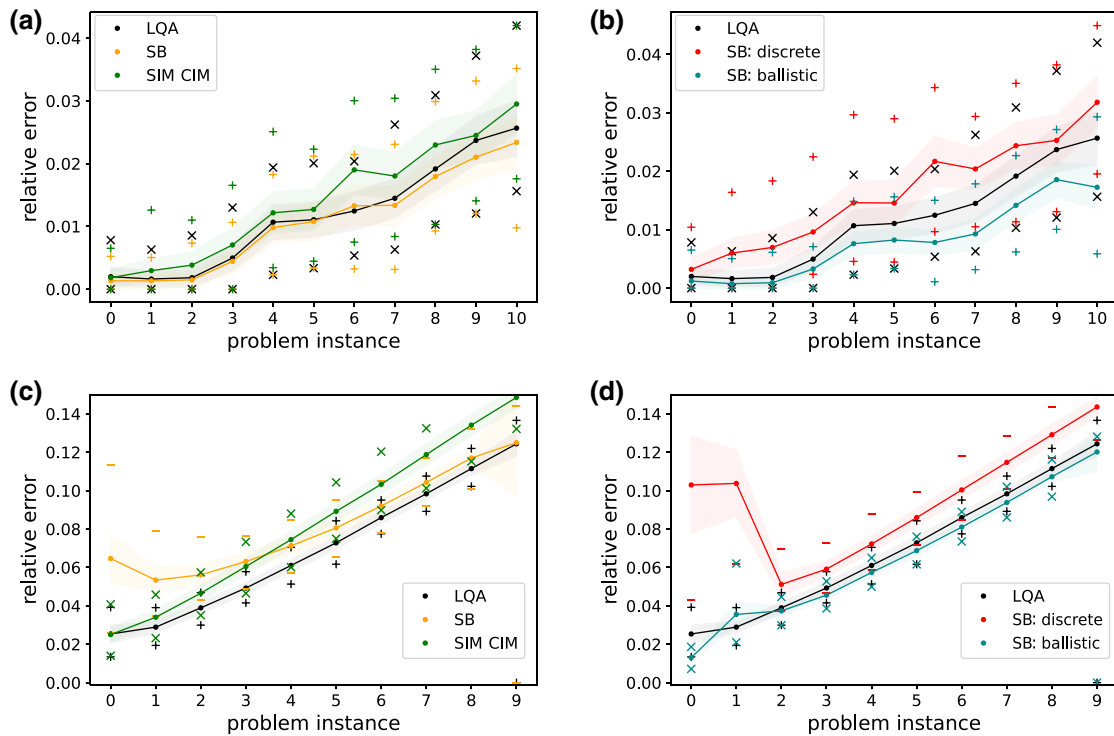 (a)
LQA
SB
SIM CIM
relative error
0.04
0.03
0.02
0.01
0.00
0 1 2 3 4 5 6 7 8 9 10
problem instance
(b)
LQA
SB: discrete
SB: ballistic
relative error
0.04
0.03
0.02
0.01
0.00
0 1 2 3 4 5 6 7 8 9 10
problem instance
(c)
relative error
0.14
0.12
0.10
0.08
0.06
0.04
0.02
0.00
LQA
SB
SIM CIM
0 1 2 3 4 5 6 7 8 9
problem instance
(d)
relative error
0.14
0.12
0.10
0.08
0.06
0.04
0.02
0.00
LQA
SB: discrete
SB: ballistic
0 1 2 3 4 5 6 7 8 9
problem instance